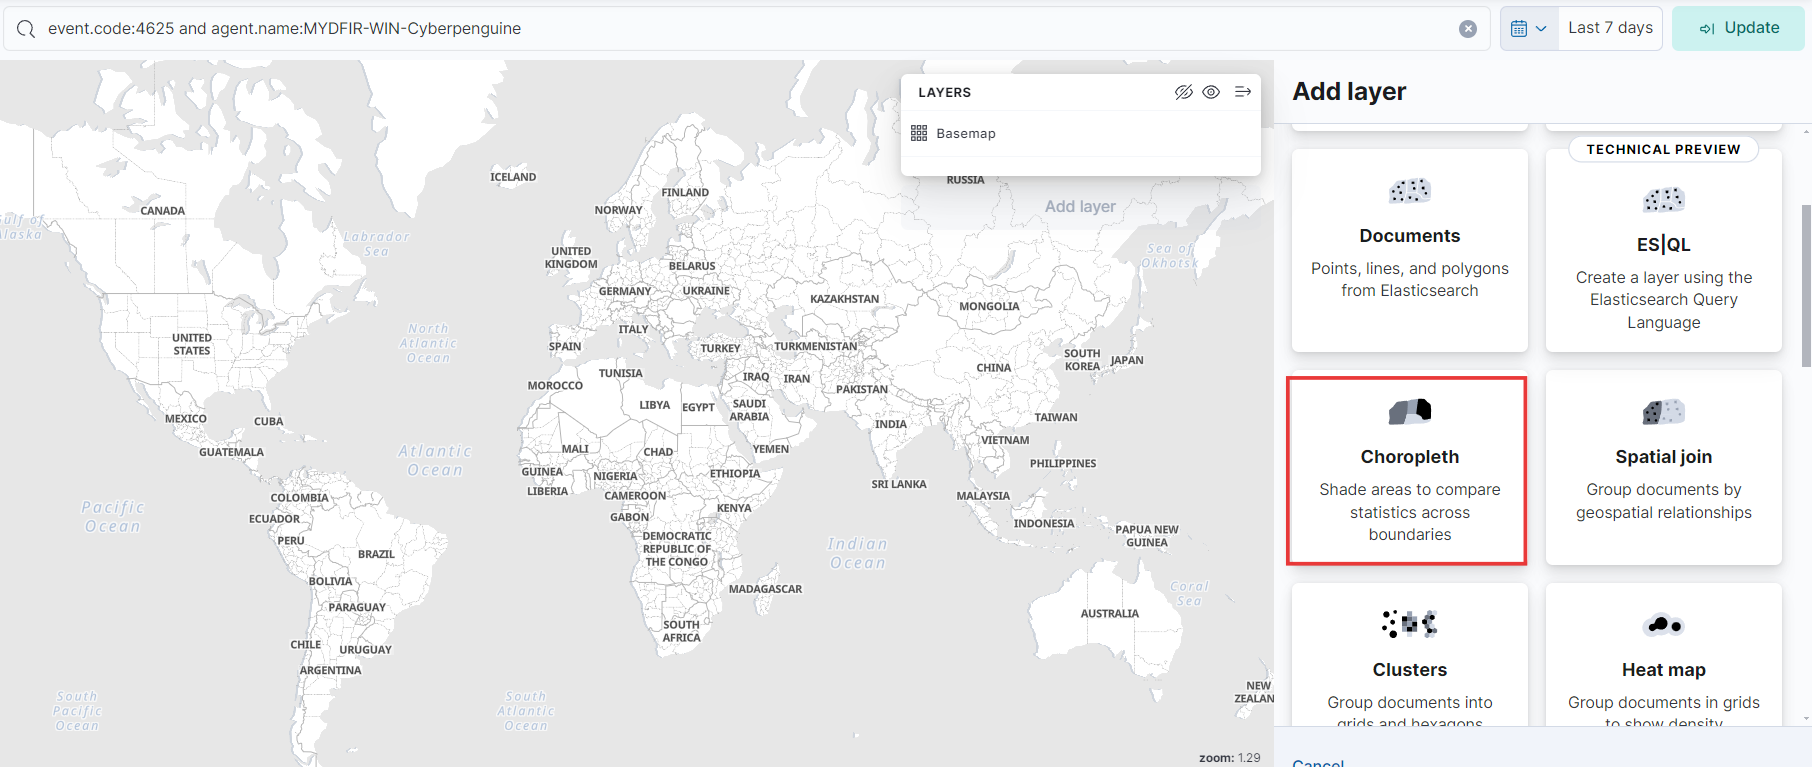 event.code:4625 and agent.name:MYDFIR-WIN-Cyberpenguine
Last 7 days
Update
LAYERS
Basemap
Add layer
Add layer
TECHNICAL PREVIEW
Documents
Points, lines, and polygons
from Elasticsearch
ES|QL
Create a layer using the
Elasticsearch Query
Language
Choropleth
Shade areas to compare
statistics across
boundaries
Spatial join
Group documents by
geospatial relationships
Clusters
Group documents into
grids and hexagons
Heat map
Group documents in grids
to show density
Cancel
ICELAND
RUSSIA
FINLAND
NORWAY
CANADA
Gulf of
Alaska
Labrador
Sea
Sea of
Okhotsk
UNITED
KINGDOM
BELARUS
GERMANY
UKRAINE
KAZAKHSTAN
MONGOLIA
North
Atlantic
Ocean
ITALY
UNITED
STATES
SPAIN
TURKEY
TURKMENISTAN
SOUTH
KOREA
JAPAN
CHINA
TUNISIA
IRAQ
IRAN
MOROCCO
PAKISTAN
LIBYA
EGYPT
SAUDI
ARABIA
MEXICO
CUBA
TAIWAN
INDIA
GUATEMALA
Atlantic
Ocean
MALI
CHAD
YEMEN
VIETNAM
PHILIPPINES
GUINEA
NIGERIA
ETHIOPIA
LIBERIA
CAMEROON
SRI LANKA
MALAYSIA
COLOMBIA
GABON
KENYA
Pacific
Ocean
ECUADOR
INDONESIA
PAPUA NEW
GUINEA
PERU
BRAZIL
DEMOCRATIC
REPUBLIC OF
THE CONGO
Indian
Ocean
BOLIVIA
MADAGASCAR
Coral
Sea
PARAGUAY
AUSTRALIA
SOUTH
AFRICA
CHILE
URUGUAY
ARGENTINA
South
Pacific
Ocean
South
Atlantic
Ocean
NEW
ZEALAN
zoom: 1.29